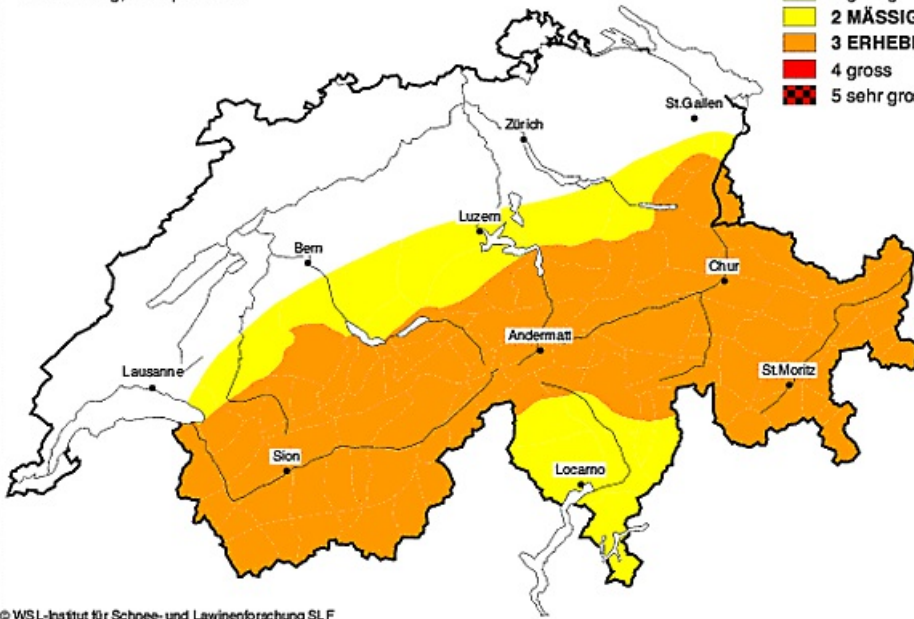 2 MÄSSIG
3 ERHEB
4 gross
5 sehr gro
St.Gallen
Zürich
Luzern
Bern
Chur
Andermatt
Lausanne
St.Moritz
Sion
Locarno
© WSL-Institut für Schnee- und Lawinenforschung SLF